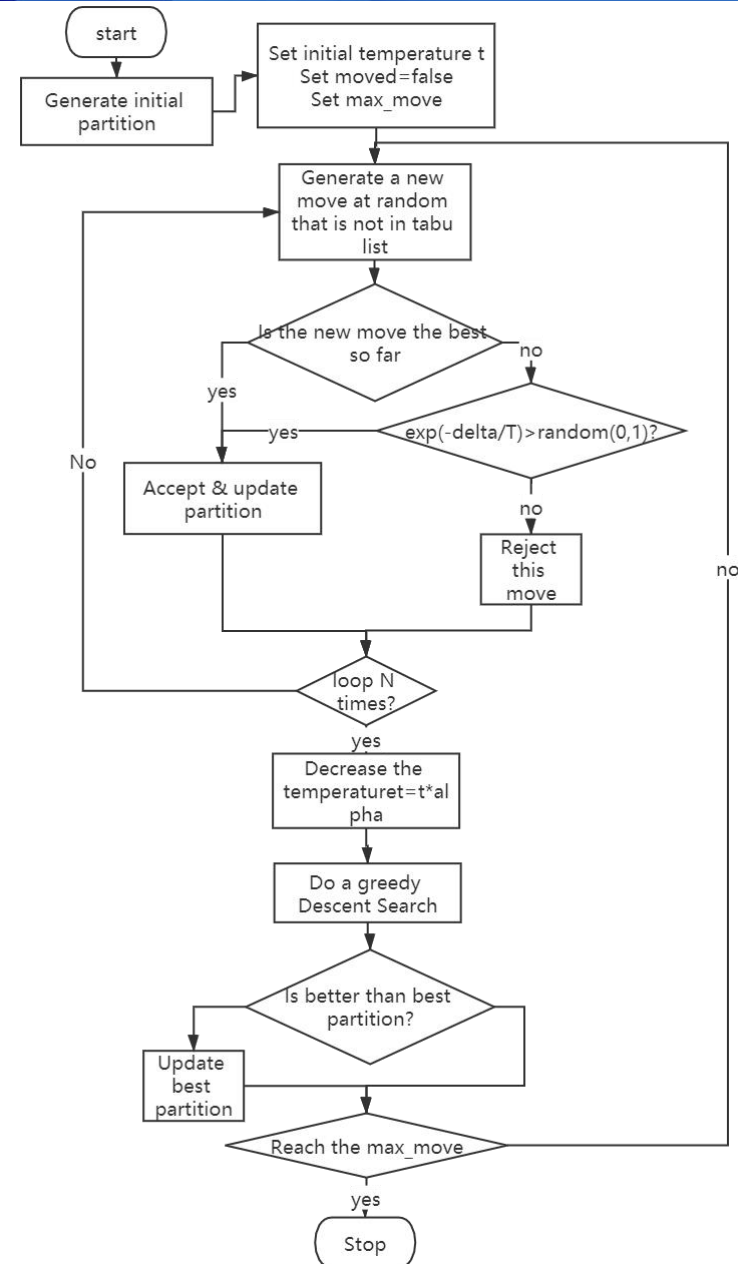 start
Generate initial
partition
Set initial temperature t
Set moved=false
Set max_move
Generate a new
move at random
that is not in tabu
list
Is the new move the best
so far
no
yes
exp(-delta/T)>random(0,1)?
yes
No
Accept & update
partition
no
Reject
this
move
no
loop N
times?
yes
Decrease the
temperaturet=t*al
pha
Do a greedy
Descent Search
Is better than best
partition?
Update
best
partition
Reach the max_move
yes
Stop